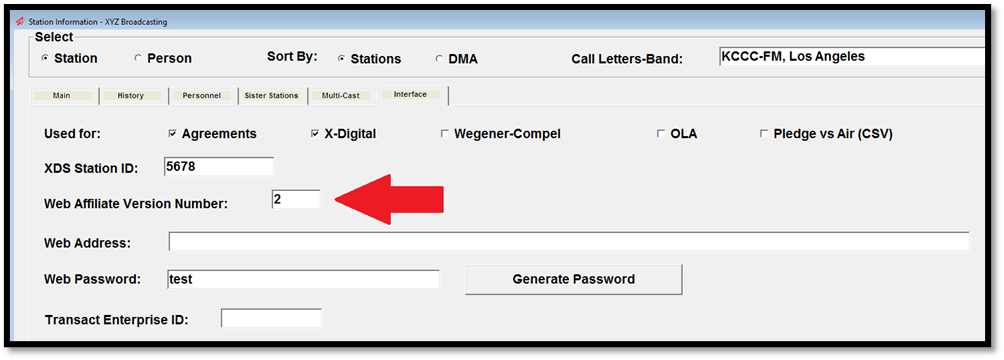 Station Information - XYZ Broadcasting
Select
Station Person Sort By: Stations DMA Call Letters-Band: KCCC-FM, Los Angeles
Main History Personnel Sister Stations Multi-Cast Interface
Used for: Agreements X-Digital Wegener-Compel OLA Pledge vs Air (CSV)
XDS Station ID: 5678
Web Affiliate Version Number: 2
Web Address:
Web Password: test Generate Password
Transact Enterprise ID: